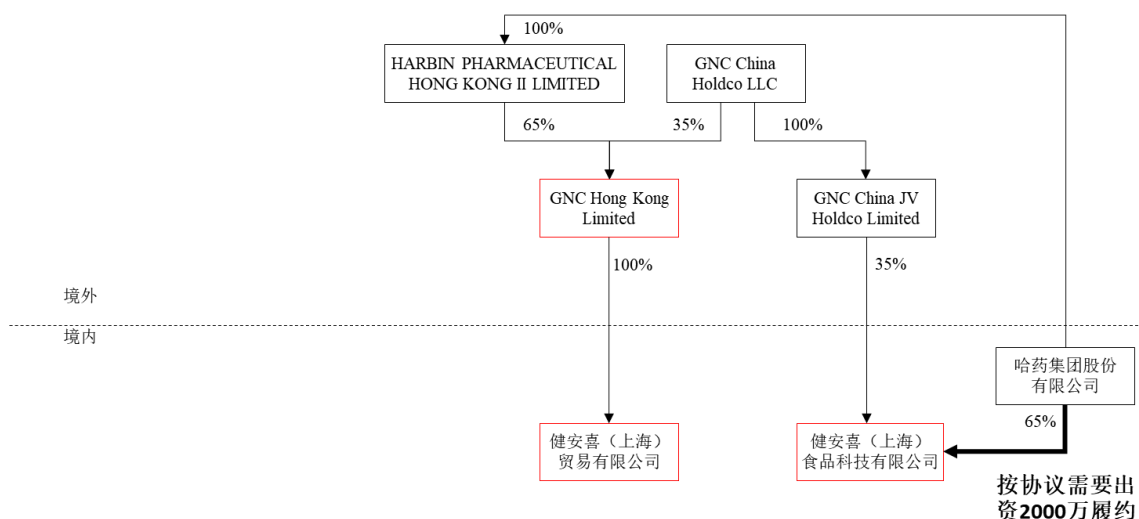 100%
HARBIN PHARMACEUTICAL
HONG KONG II LIMITED
GNC China
Holdco LLC
65%
35%
100%
GNC Hong Kong
Limited
GNC China JV
Holdco Limited
100%
35%
境外
境内
哈药集团股份
有限公司
65%
健安喜（上海）
贸易有限公司
健安喜（上海）
食品科技有限公司
按协议需要出
资2000万履约